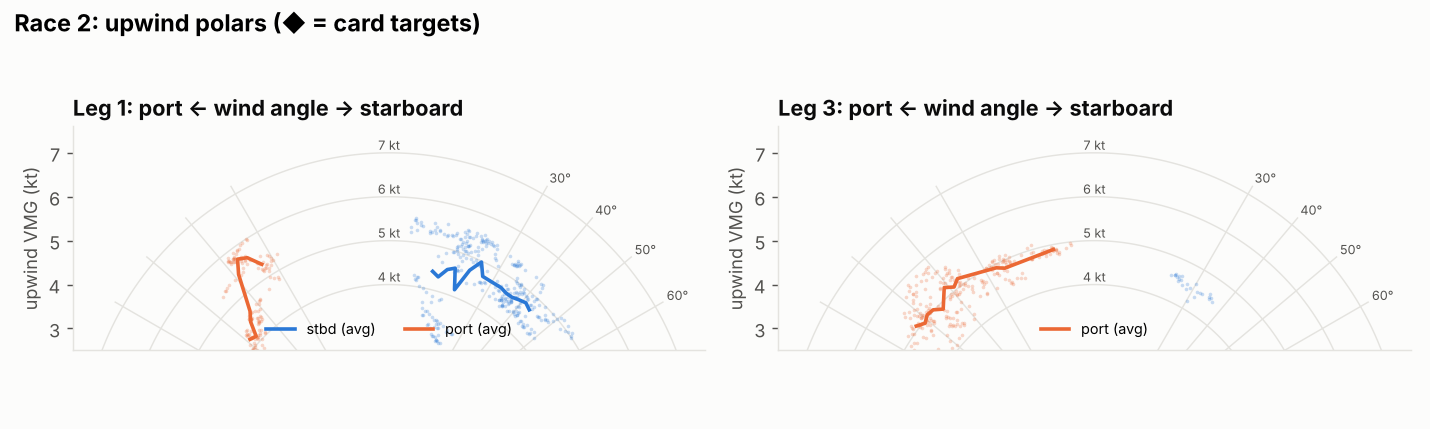 Race 2: upwind polars (◆ = card targets)
Leg 1: port ← wind angle → starboard
upwind VMG (kt)
7
6
5
4
3
7 kt
6 kt
5 kt
4 kt
30°
40°
50°
60°
stbd (avg)
port (avg)
Leg 3: port ← wind angle → starboard
upwind VMG (kt)
7
6
5
4
3
7 kt
6 kt
5 kt
4 kt
30°
40°
50°
60°
port (avg)